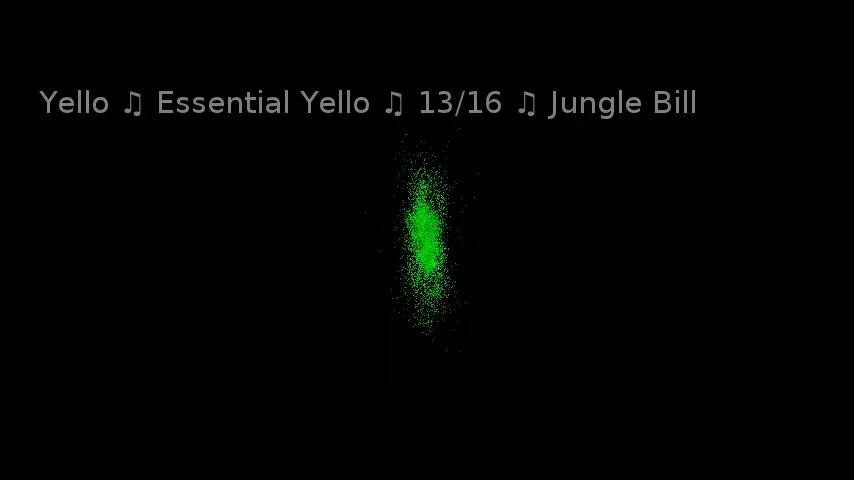 Yello ♫ Essential Yello ♫ 13/16 ♫ Jungle Bill